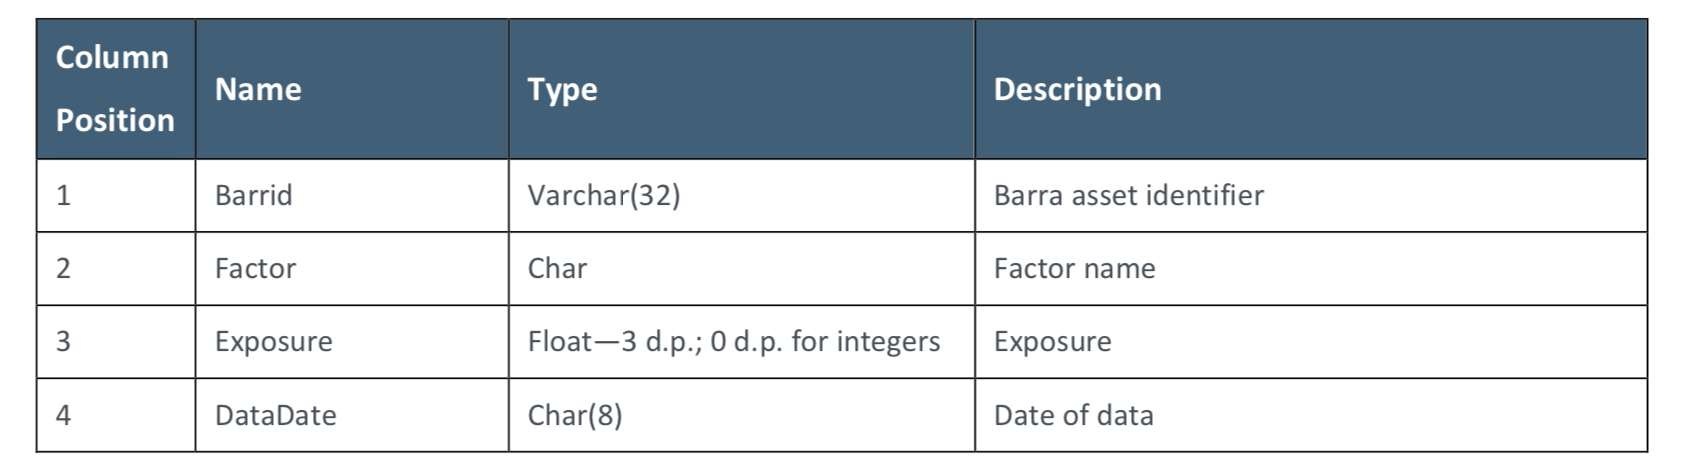 Column Position Name Type Description
1 Barrid Varchar(32) Barra asset identifier
2 Factor Char Factor name
3 Exposure Float—3 d.p.; 0 d.p. for integers Exposure
4 DataDate Char(8) Date of data